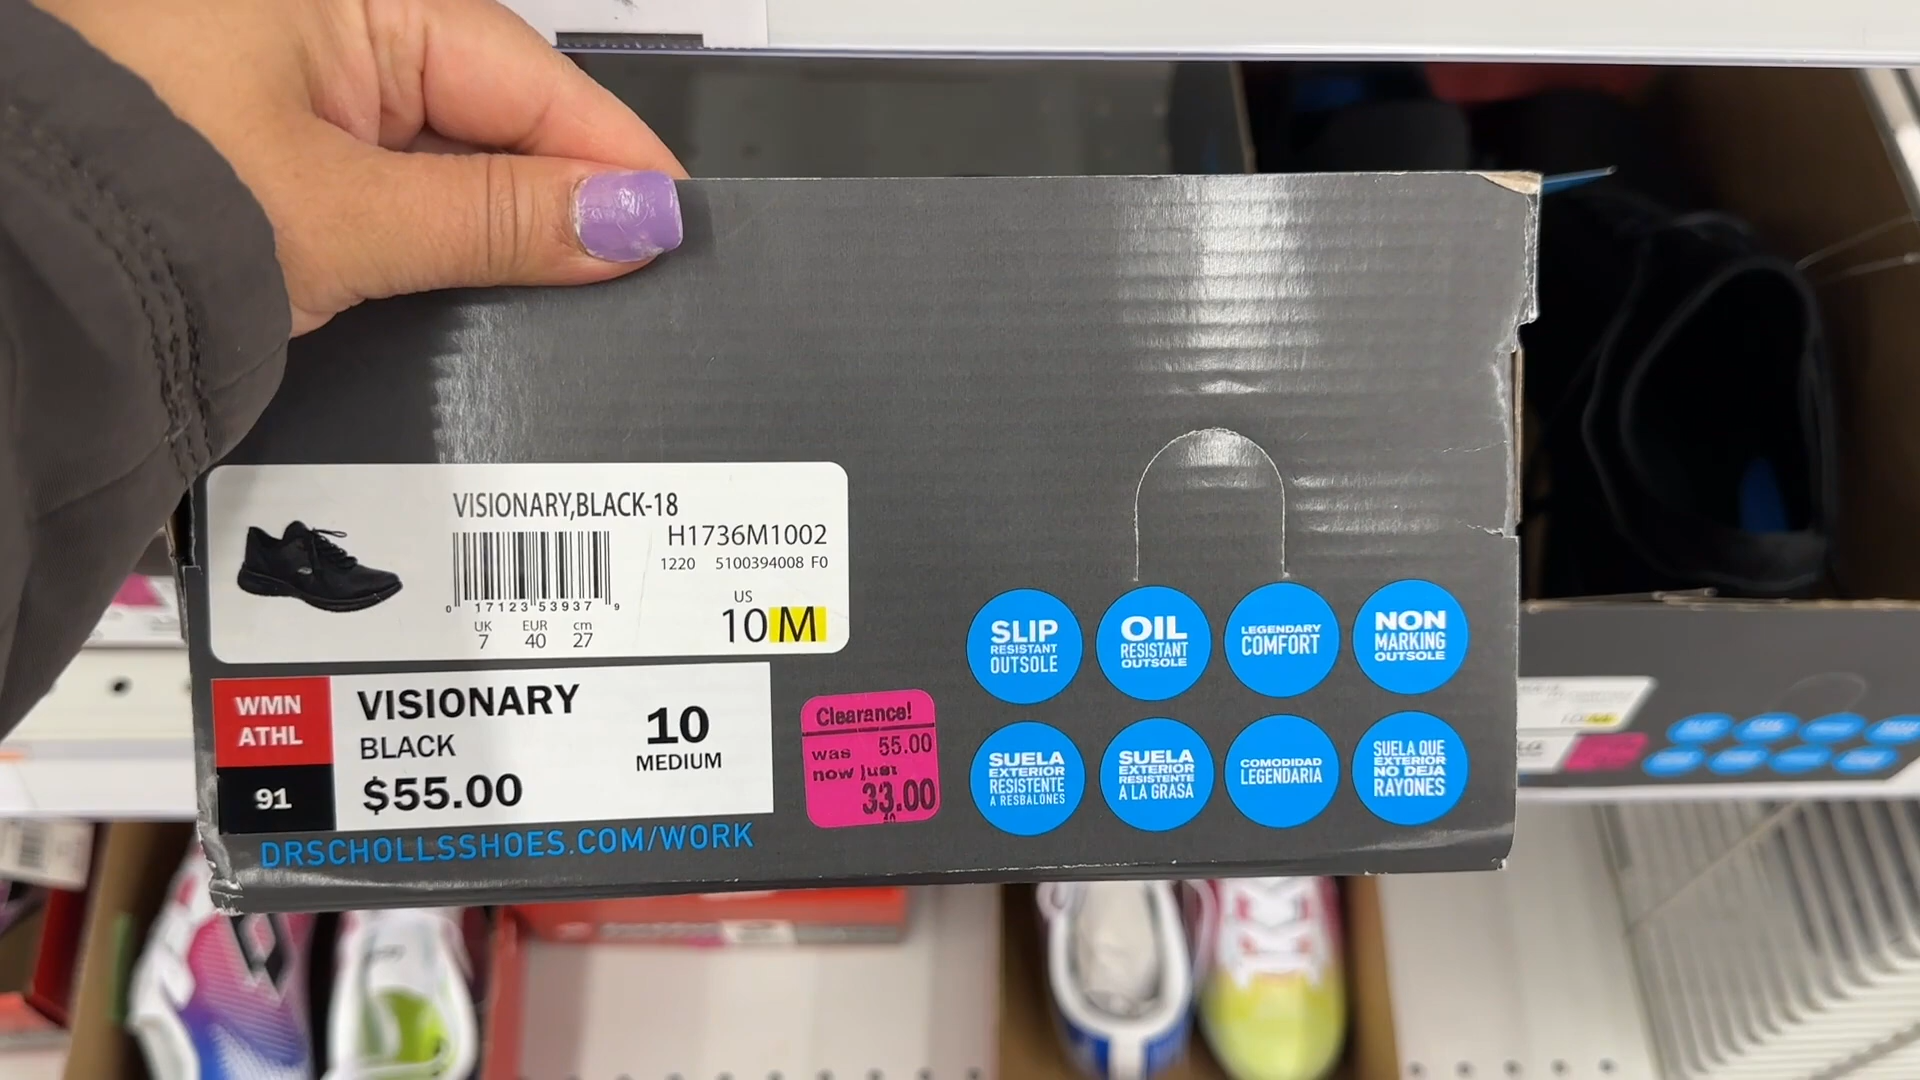 VISIONARY,BLACK-18
H1736M1002
1220 5100394008 F0
0 17123 53937 9
UK EUR cm
7 40 27
US
10 M
WMN
ATHL
91
VISIONARY
BLACK
$55.00
10
MEDIUM
DRSCHOLLSSHOES.COM/WORK
Clearance!
was 55.00
now just
33.00
40
SLIP
RESISTANT
OUTSOLE
OIL
RESISTANT
OUTSOLE
LEGENDARY
COMFORT
NON
MARKING
OUTSOLE
SUELA
EXTERIOR
RESISTENTE
A RESBALONES
SUELA
EXTERIOR
RESISTENTE
A LA GRASA
COMODIDAD
LEGENDARIA
SUELA QUE
EXTERIOR
NO DEJA
RAYONES